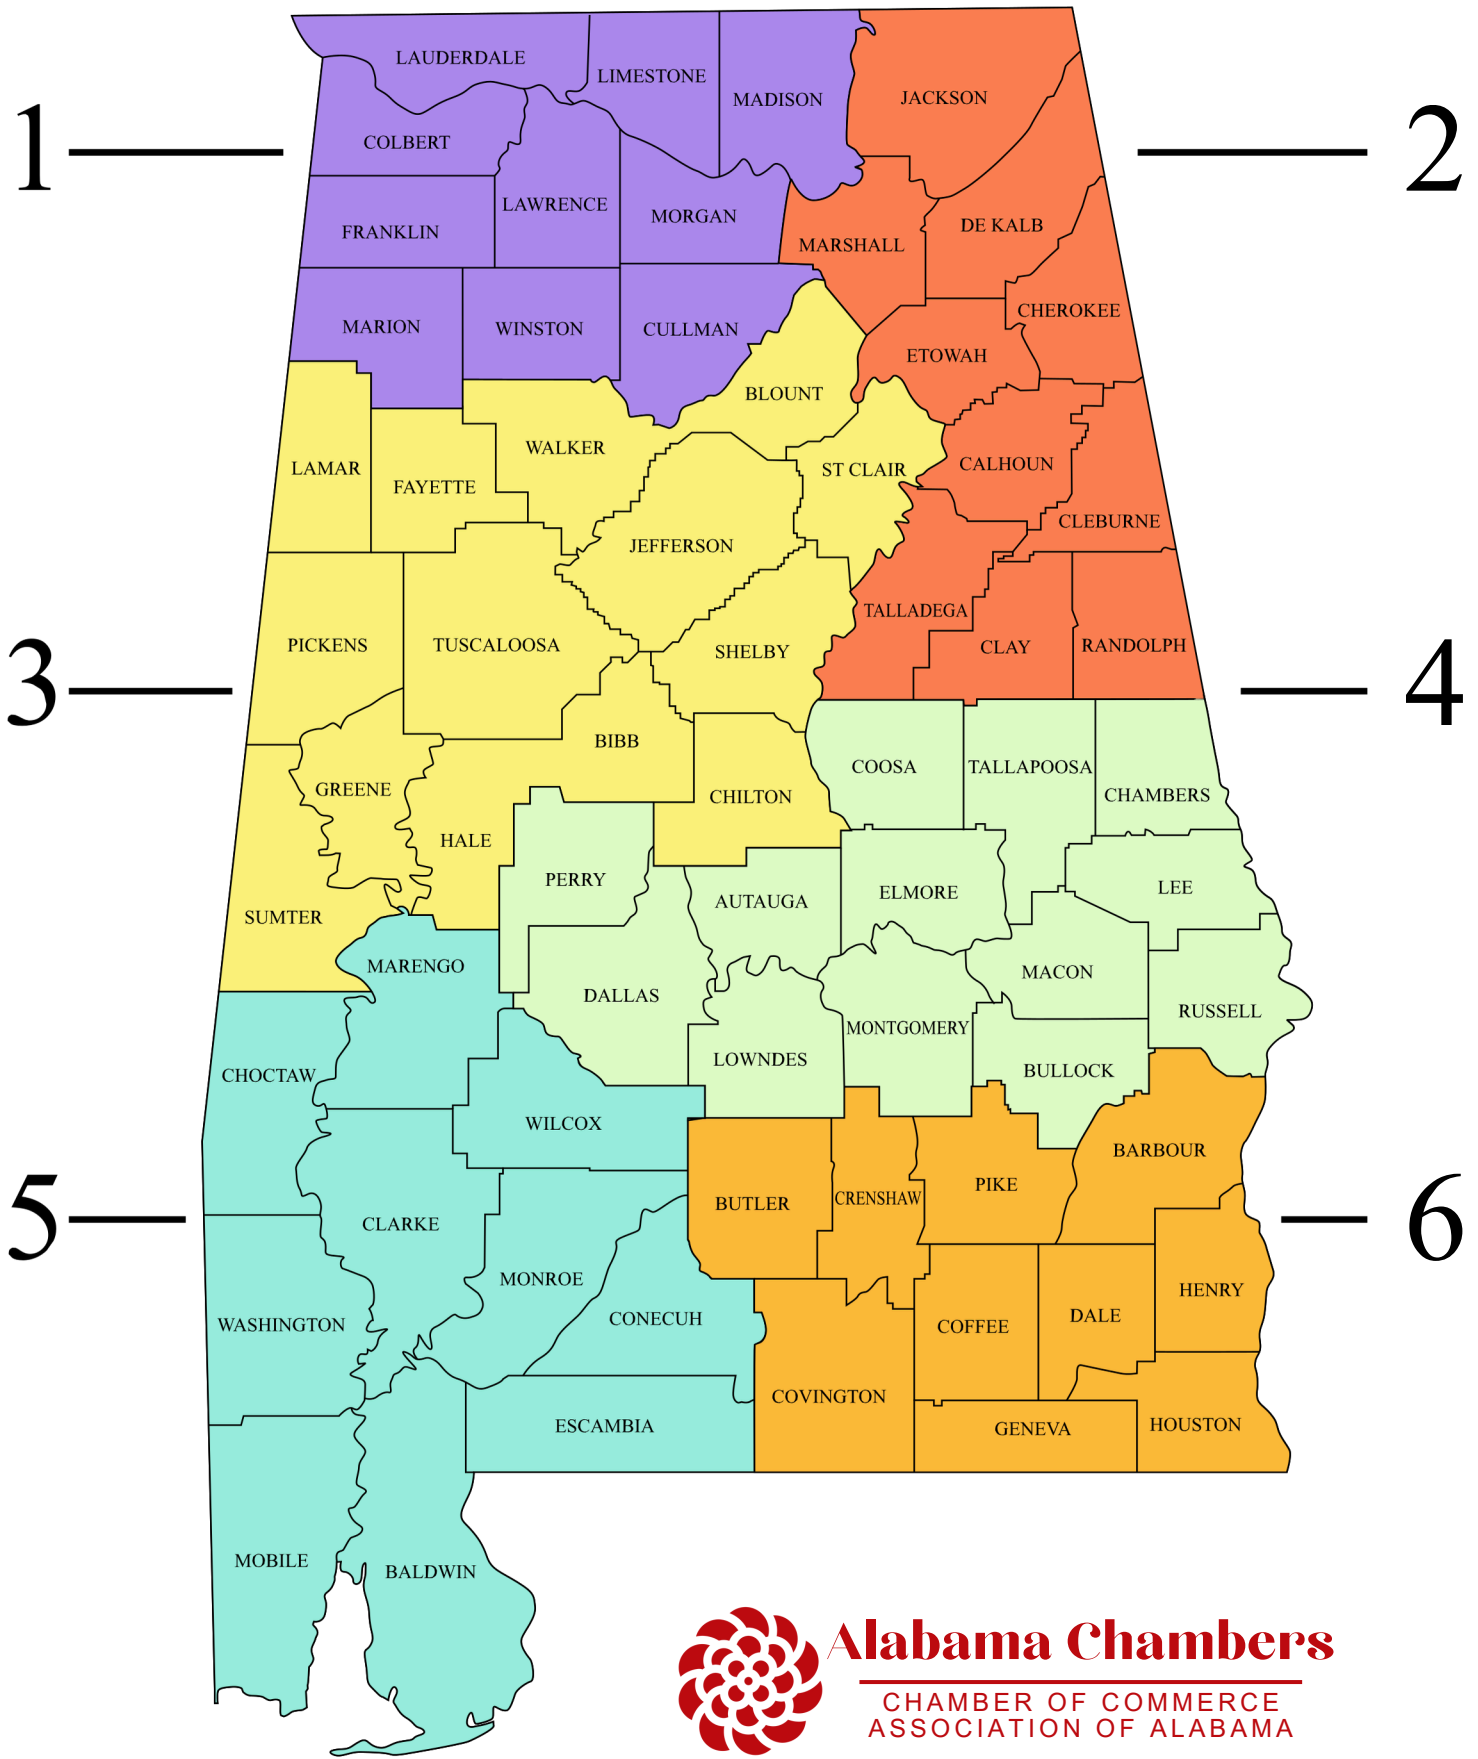 LAUDERDALE
LIMESTONE
MADISON
JACKSON
1
COLBERT
2
LAWRENCE
MORGAN
FRANKLIN
DE KALB
MARSHALL
CHEROKEE
MARION
WINSTON
CULLMAN
ETOWAH
BLOUNT
WALKER
LAMAR
ST CLAIR
CALHOUN
FAYETTE
CLEBURNE
JEFFERSON
TALLADEGA
PICKENS
TUSCALOOSA
SHELBY
CLAY
RANDOLPH
3
4
BIBB
COOSA
TALLAPOOSA
GREENE
CHILTON
CHAMBERS
HALE
PERRY
ELMORE
LEE
AUTAUGA
SUMTER
MARENGO
MACON
DALLAS
RUSSELL
MONTGOMERY
LOWNDES
BULLOCK
CHOCTAW
WILCOX
BARBOUR
PIKE
CRENSHAW
BUTLER
5
6
CLARKE
MONROE
HENRY
CONECUH
DALE
WASHINGTON
COFFEE
COVINGTON
ESCAMBIA
GENEVA
HOUSTON
MOBILE
BALDWIN
Alabama Chambers
CHAMBER OF COMMERCE
ASSOCIATION OF ALABAMA